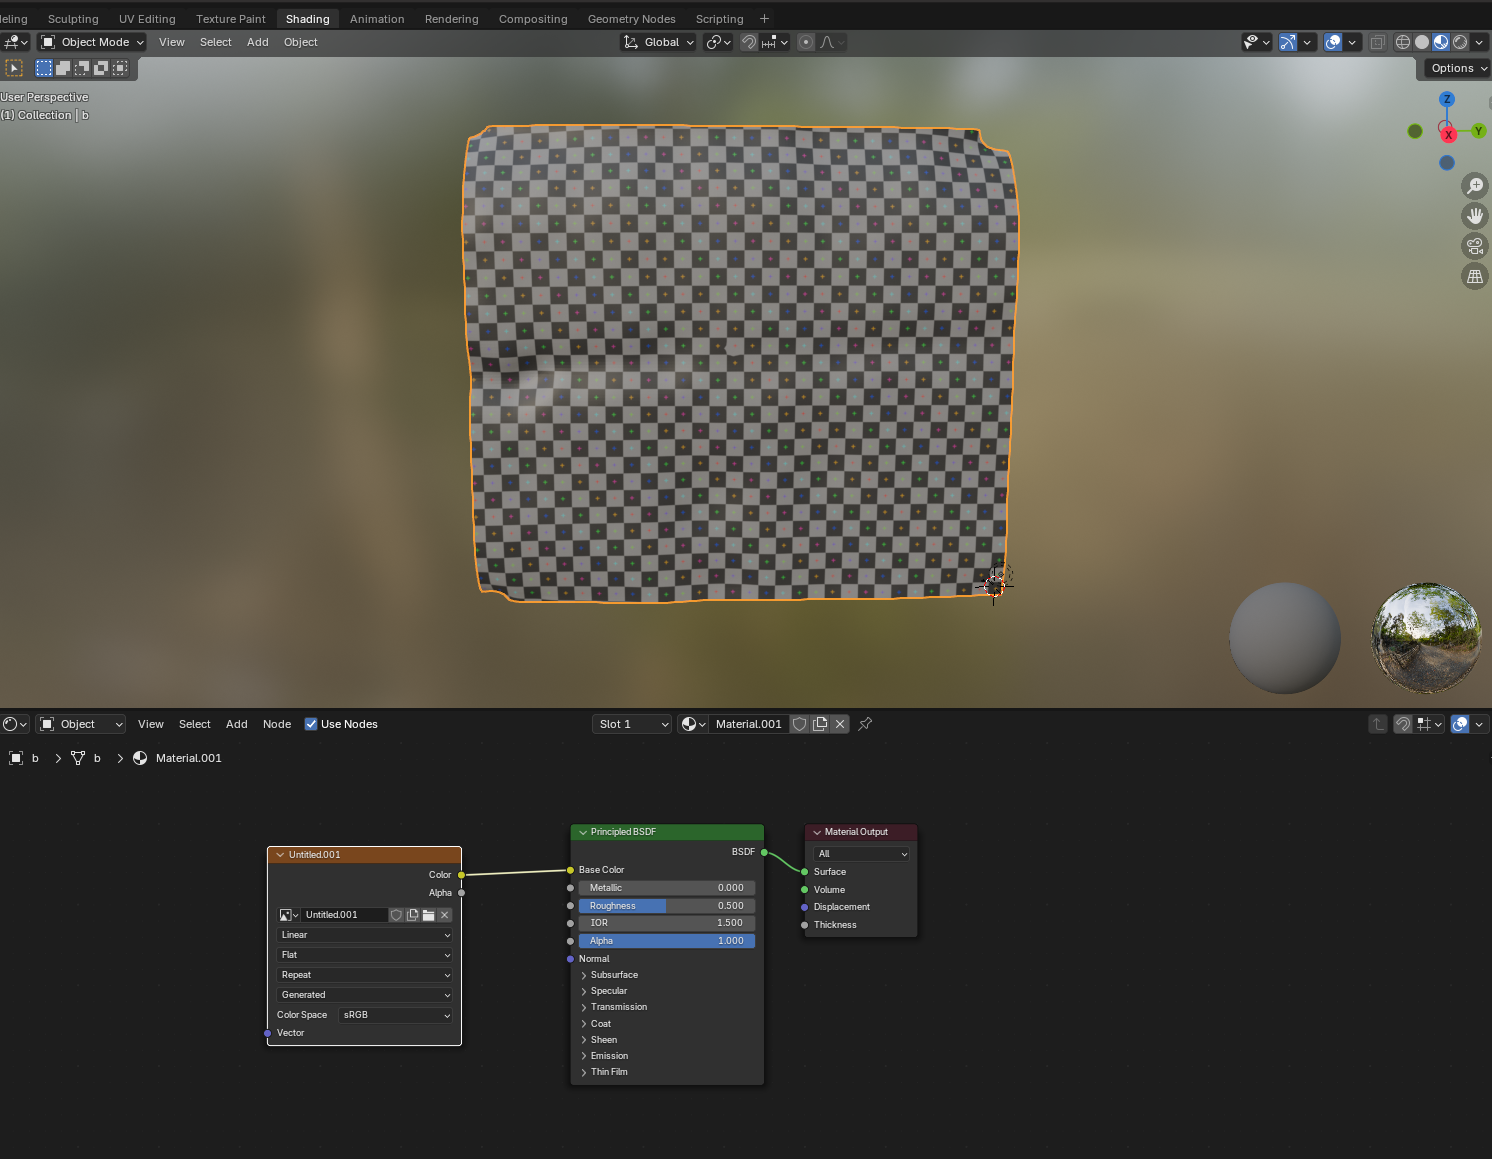 eling Sculpting UV Editing Texture Paint Shading Animation Rendering Compositing Geometry Nodes Scripting +
Object Mode View Select Add Object Global
Options
User Perspective
(1) Collection | b
Z
X Y
Object View Select Add Node Use Nodes Slot 1 Material.001
b > b > Material.001
Untitled.001
Color
Alpha
Untitled.001
Linear
Flat
Repeat
Generated
Color Space sRGB
Vector
Principled BSDF
BSDF
Base Color
Metallic 0.000
Roughness 0.500
IOR 1.500
Alpha 1.000
Normal
Subsurface
Specular
Transmission
Coat
Sheen
Emission
Thin Film
Material Output
All
Surface
Volume
Displacement
Thickness